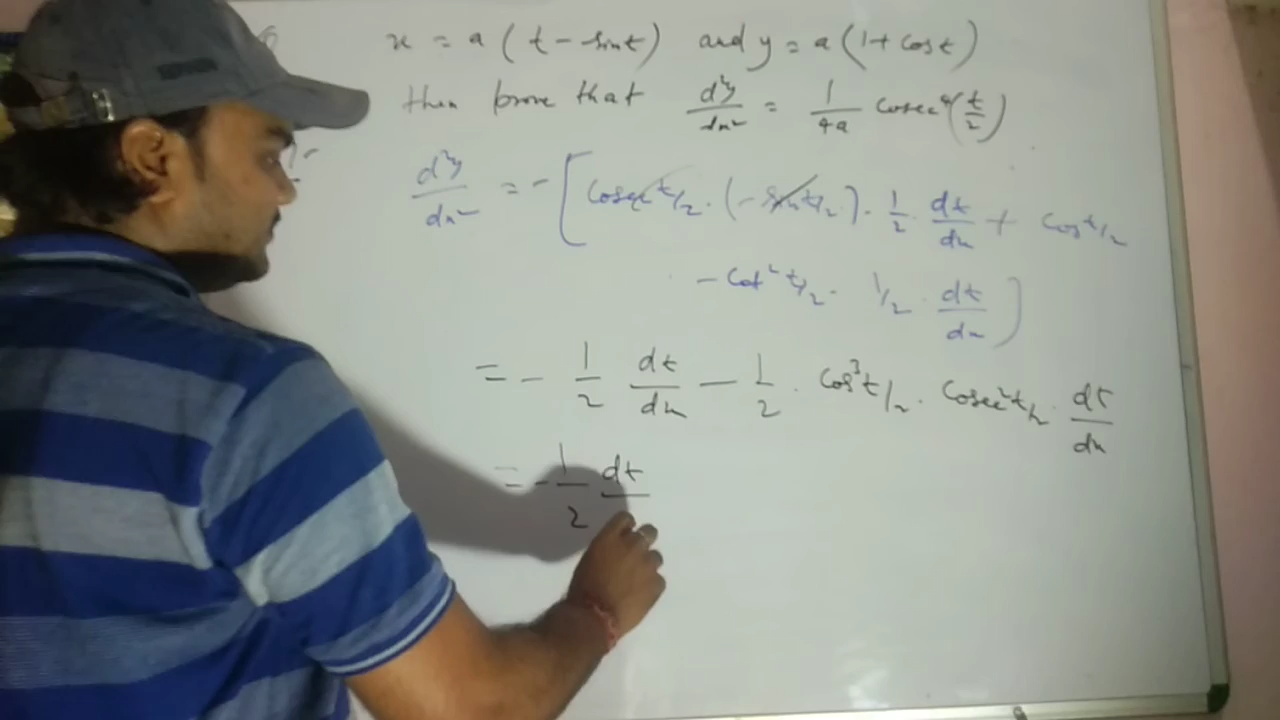 x = a (t - sint) and y = a (1 + cost)
then prove that d²y/dx² = 1/4a cosec⁴(t/2)
d²y/dx² = - [ cosec t/2 . (- sin t/2) . 1/2 . dt/dx + cos t/2
- cot² t/2 . 1/2 . dt/dx ]
= - 1/2 dt/dx - 1/2 . cos³ t/2 . cosec² t/2 . dt/dx
= - 1/2 dt